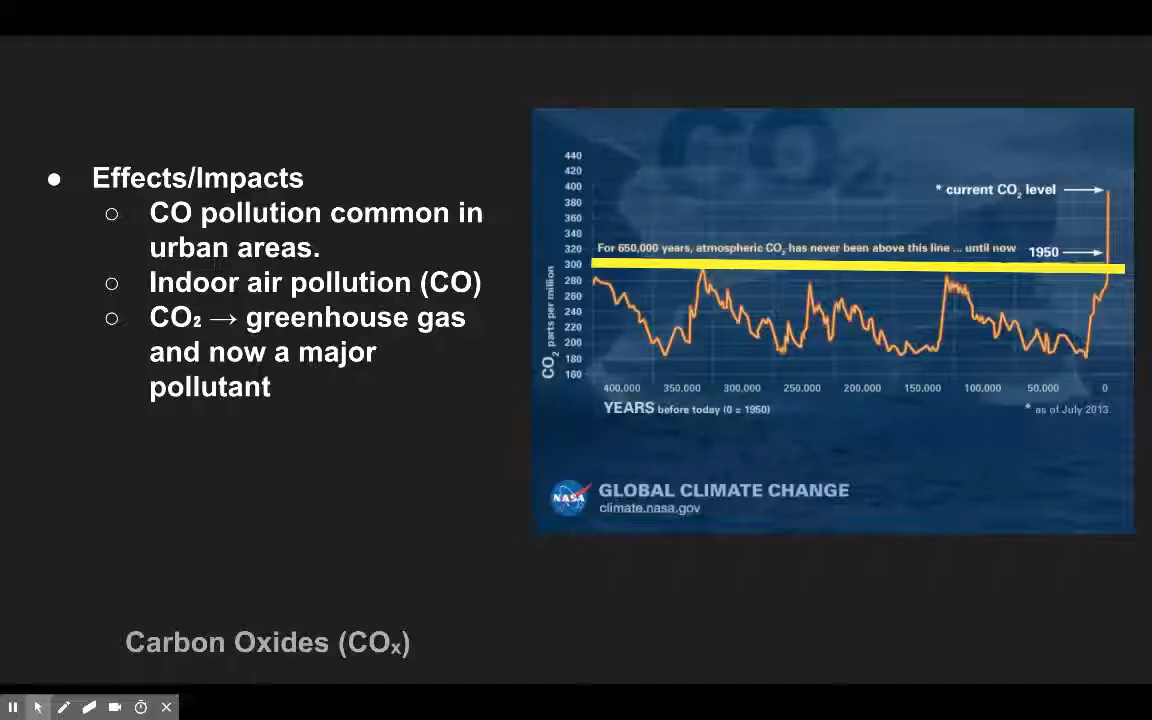 ● Effects/Impacts
○ CO pollution common in
urban areas.
○ Indoor air pollution (CO)
○ CO₂ → greenhouse gas
and now a major
pollutant
Carbon Oxides (COₓ)
CO₂
440
420
400
380
360
340
320
300
280
260
240
220
200
180
160
CO₂ parts per million
* current CO₂ level
For 650,000 years, atmospheric CO₂ has never been above this line ... until now
1950
400,000 350,000 300,000 250,000 200,000 150,000 100,000 50,000 0
YEARS before today (0 = 1950)
* as of July 2013
NASA
GLOBAL CLIMATE CHANGE
climate.nasa.gov